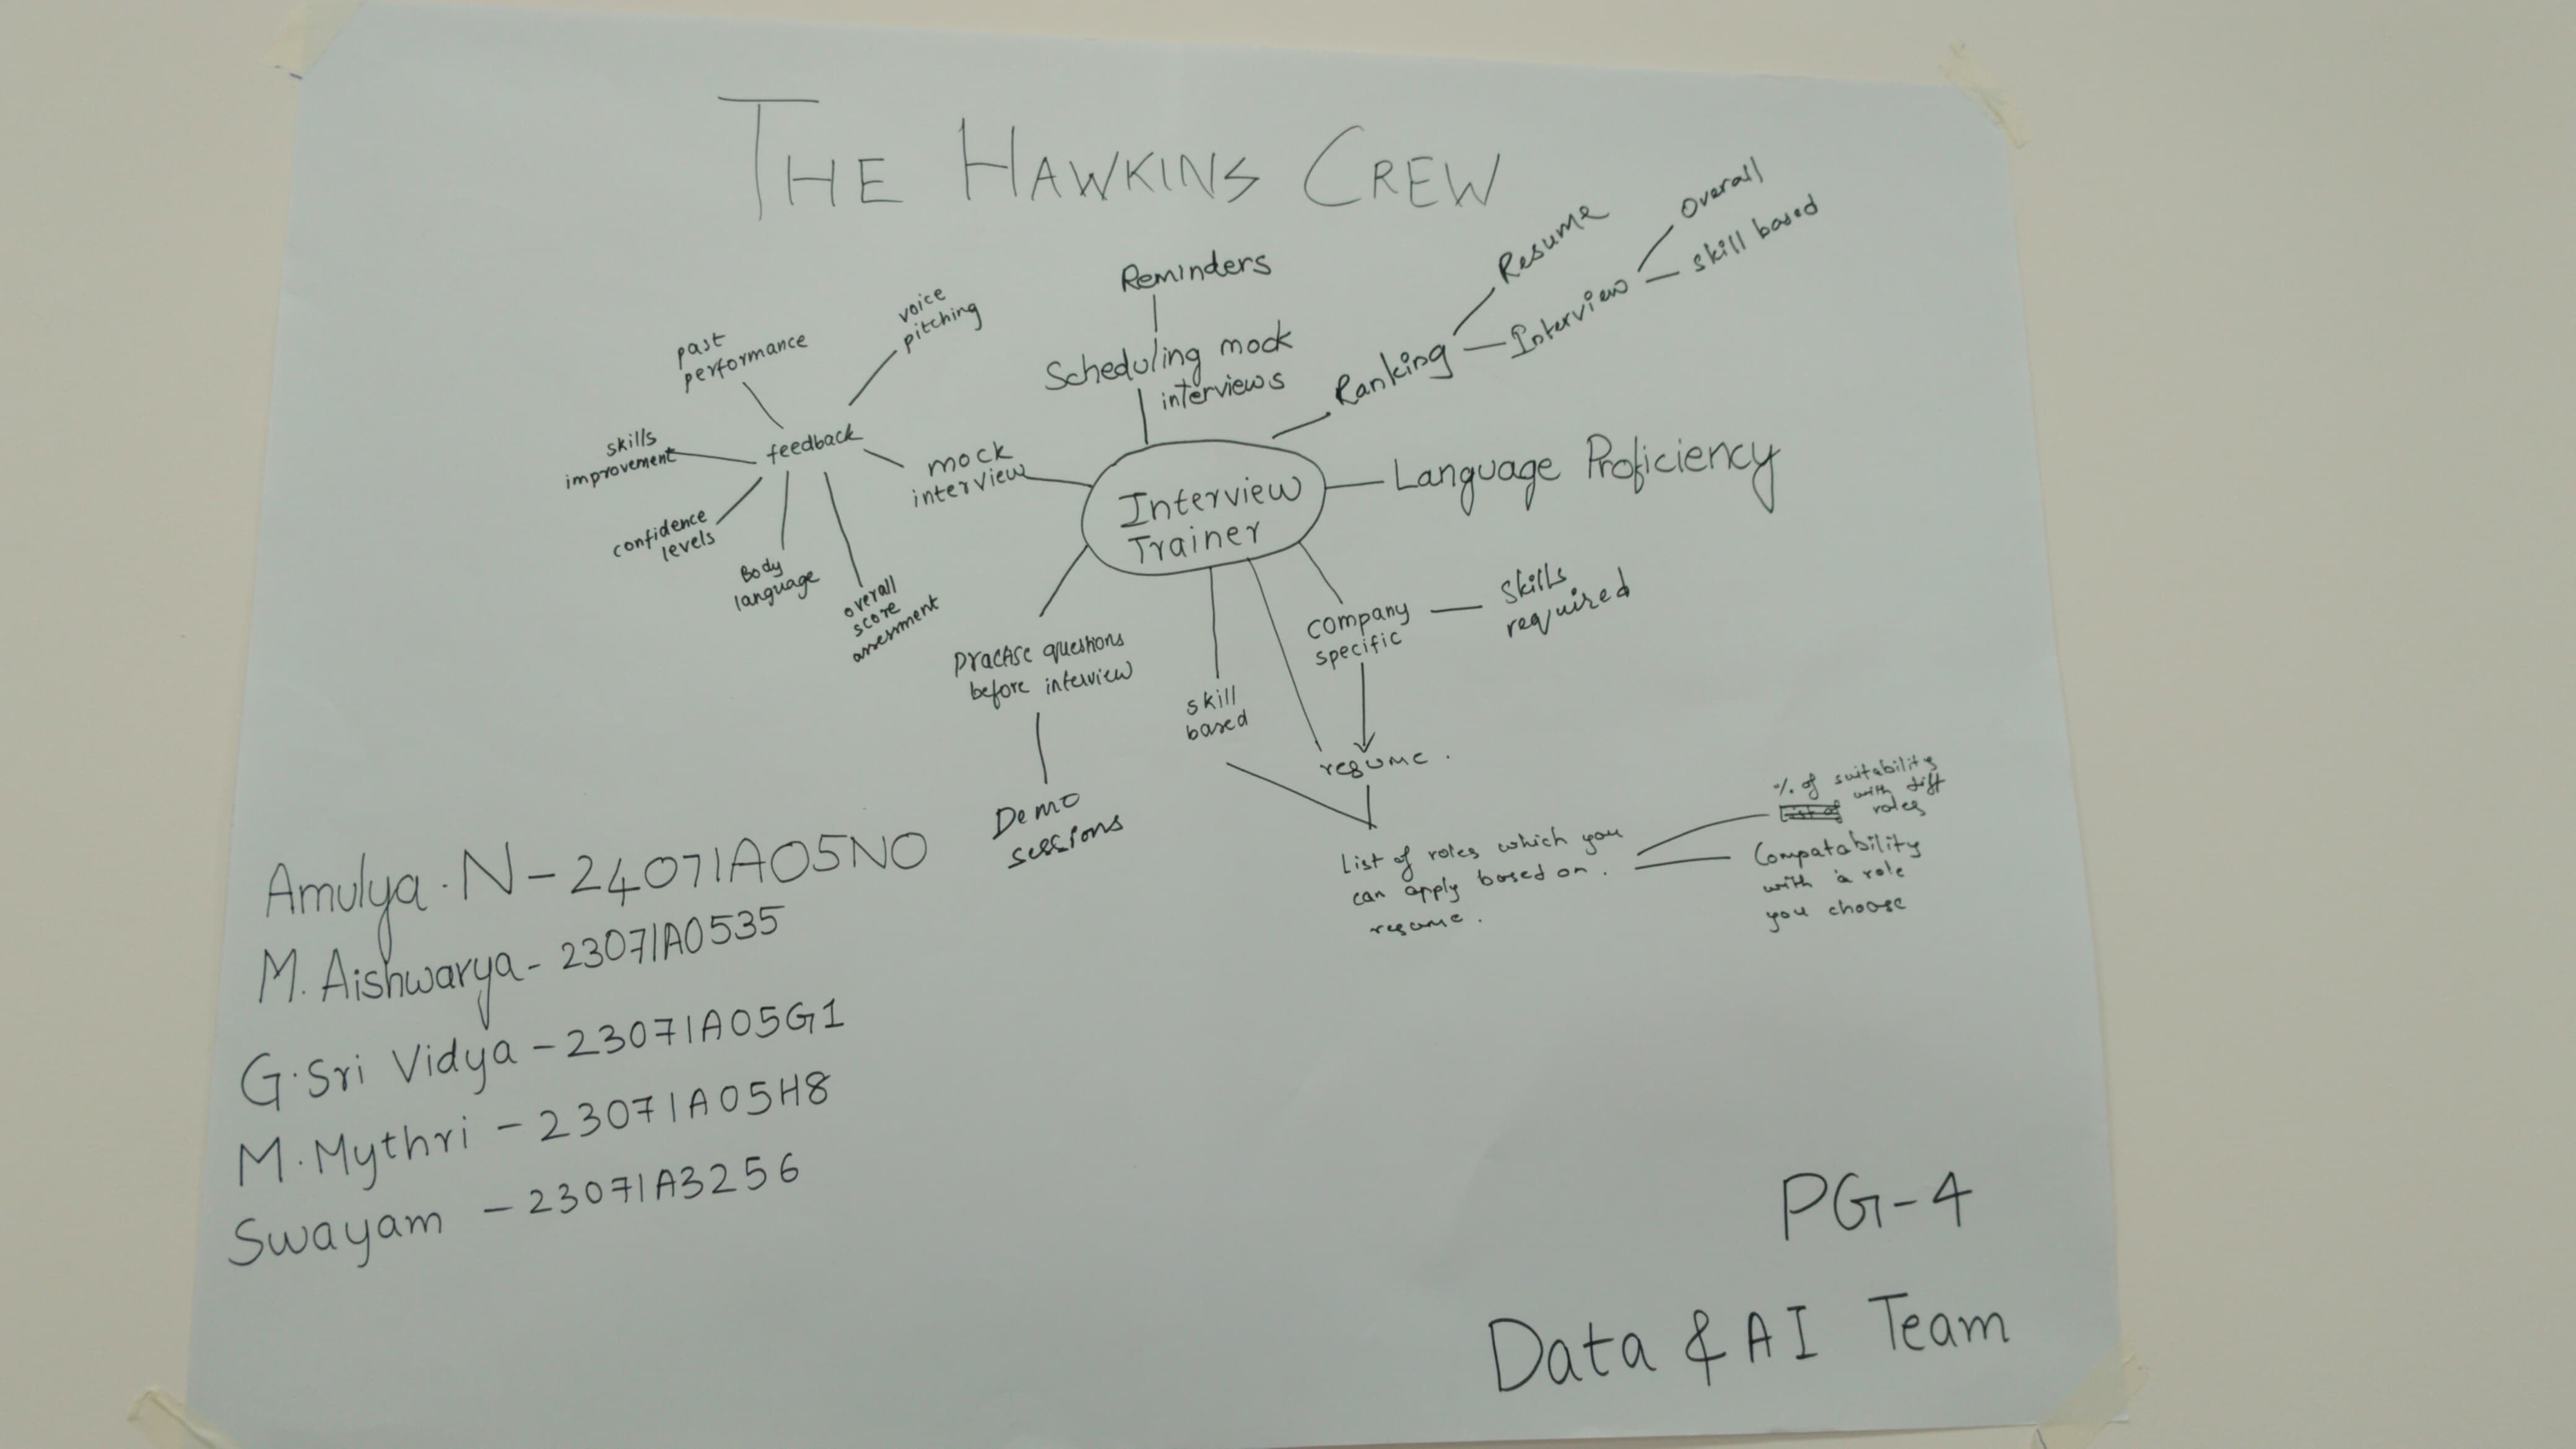 THE HAWKINS CREW
Reminders
Scheduling mock
interviews
Ranking
Resume
Interview
Overall
skill based
Language Proficiency
voice
pitching
past
performance
feedback
skills
improvement
confidence
levels
Body
language
overall
score
assesment
mock
interview
Interview
Trainer
practise questions
before interview
Demo
sessions
skill
based
company
specific
skills
required
resume.
List of roles which you
can apply based on.
resume.
% of suitability
with diff
List of roles
Compatability
with a role
you choose
Amulya.N-24071A05N0
M.Aishwarya-23071A0535
G.Sri Vidya-23071A05G1
M.Mythri-23071A05H8
Swayam -23071A3256
PG-4
Data & AI Team